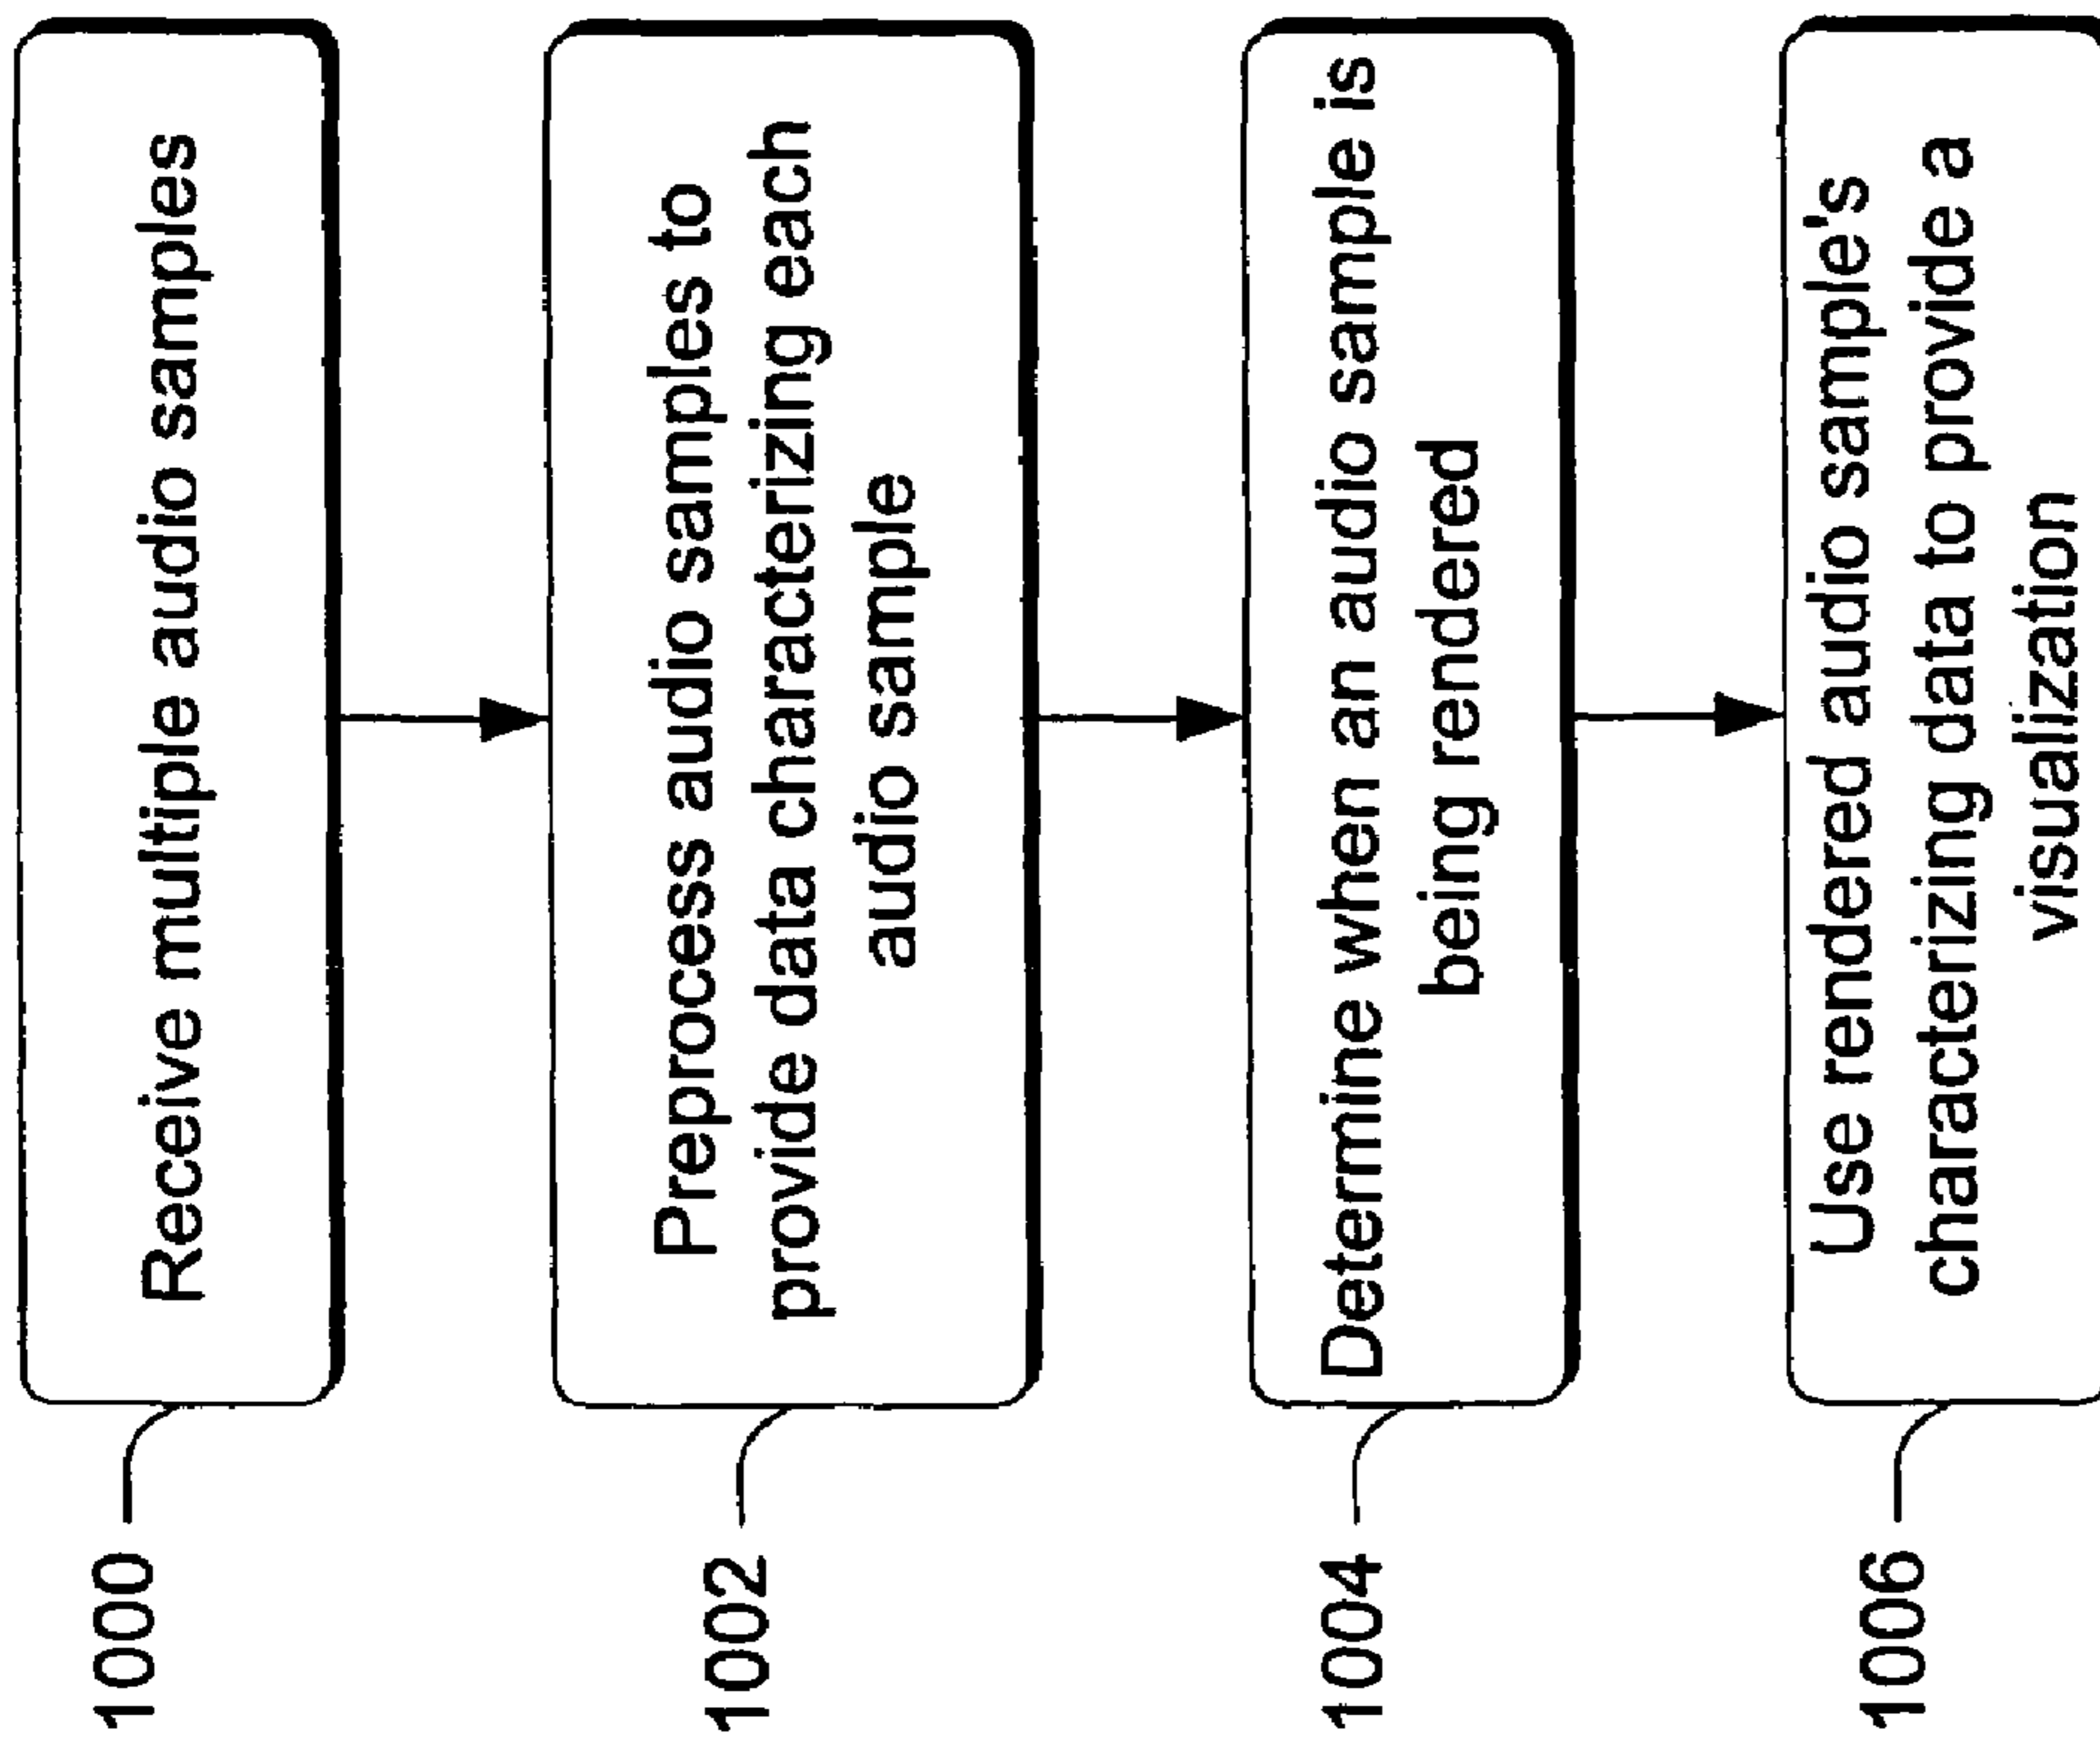 1000
Receive multiple audio samples
1002
Preprocess audio samples to
provide data characterizing each
audio sample
1004
Determine when an audio sample is
being rendered
1006
Use rendered audio sample's
characterizing data to provide a
visualization